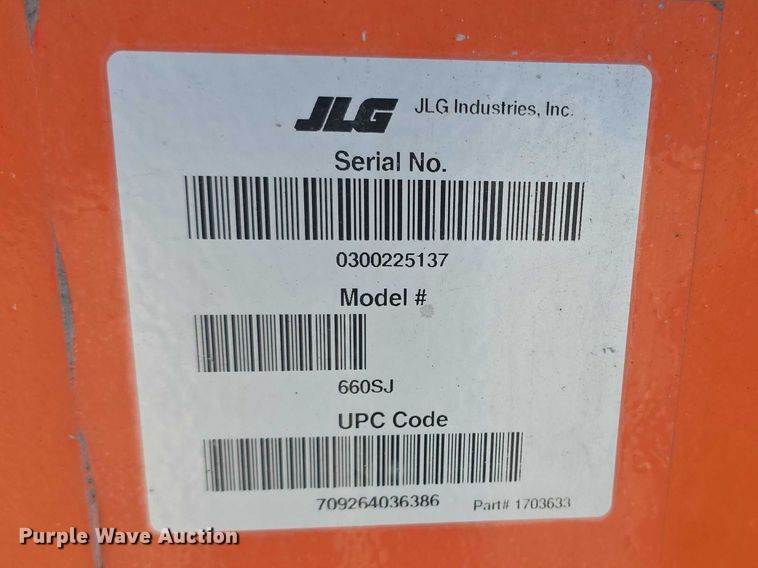 JLG JLG Industries, Inc.
Serial No.
0300225137
Model #
660SJ
UPC Code
709264036386 Part# 1703633
Purple Wave Auction